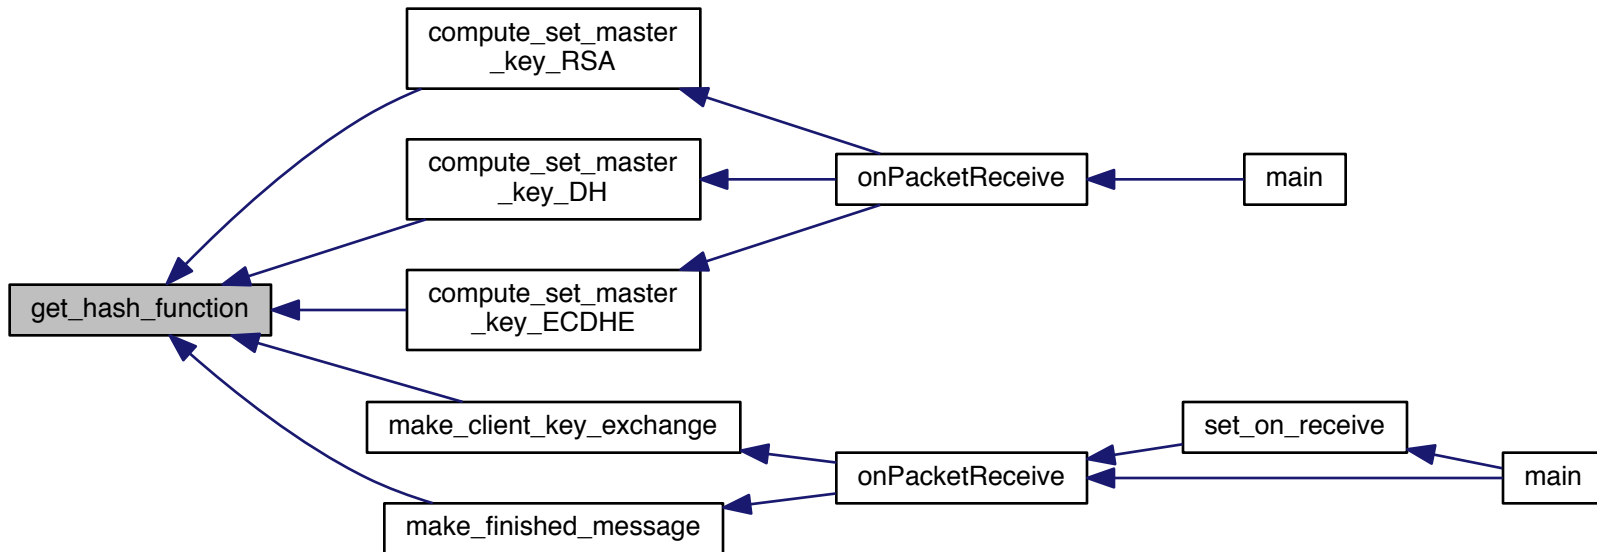 compute_set_master
_key_RSA
compute_set_master
_key_DH
onPacketReceive
main
get_hash_function
compute_set_master
_key_ECDHE
make_client_key_exchange
set_on_receive
onPacketReceive
main
make_finished_message